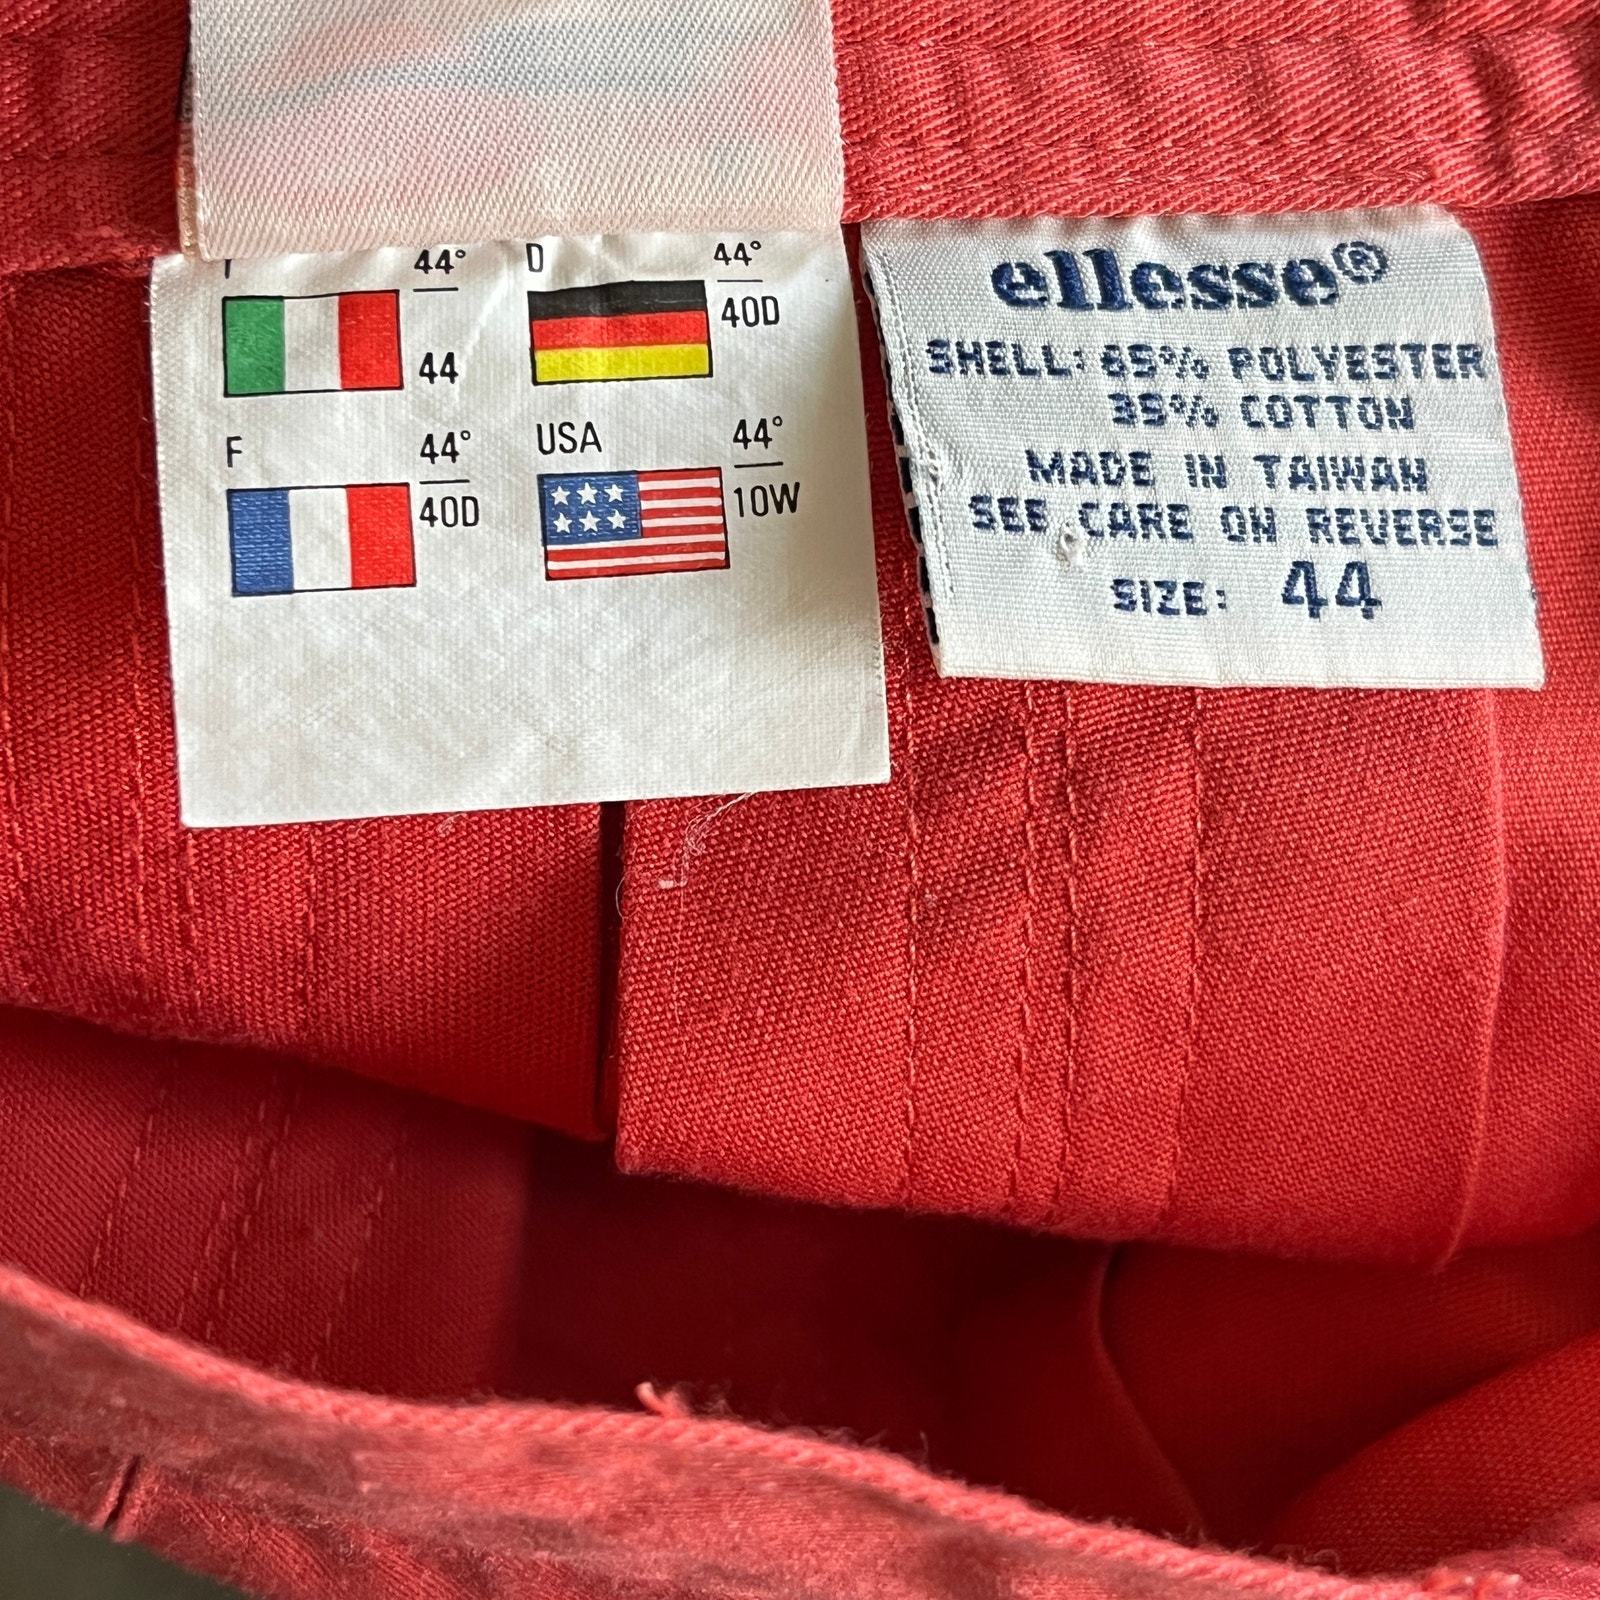 I 44° D 44°
44 40D
F 44° USA 44°
40D 10W
ellesse®
SHELL: 65% POLYESTER
35% COTTON
MADE IN TAIWAN
SEE CARE ON REVERSE
SIZE: 44